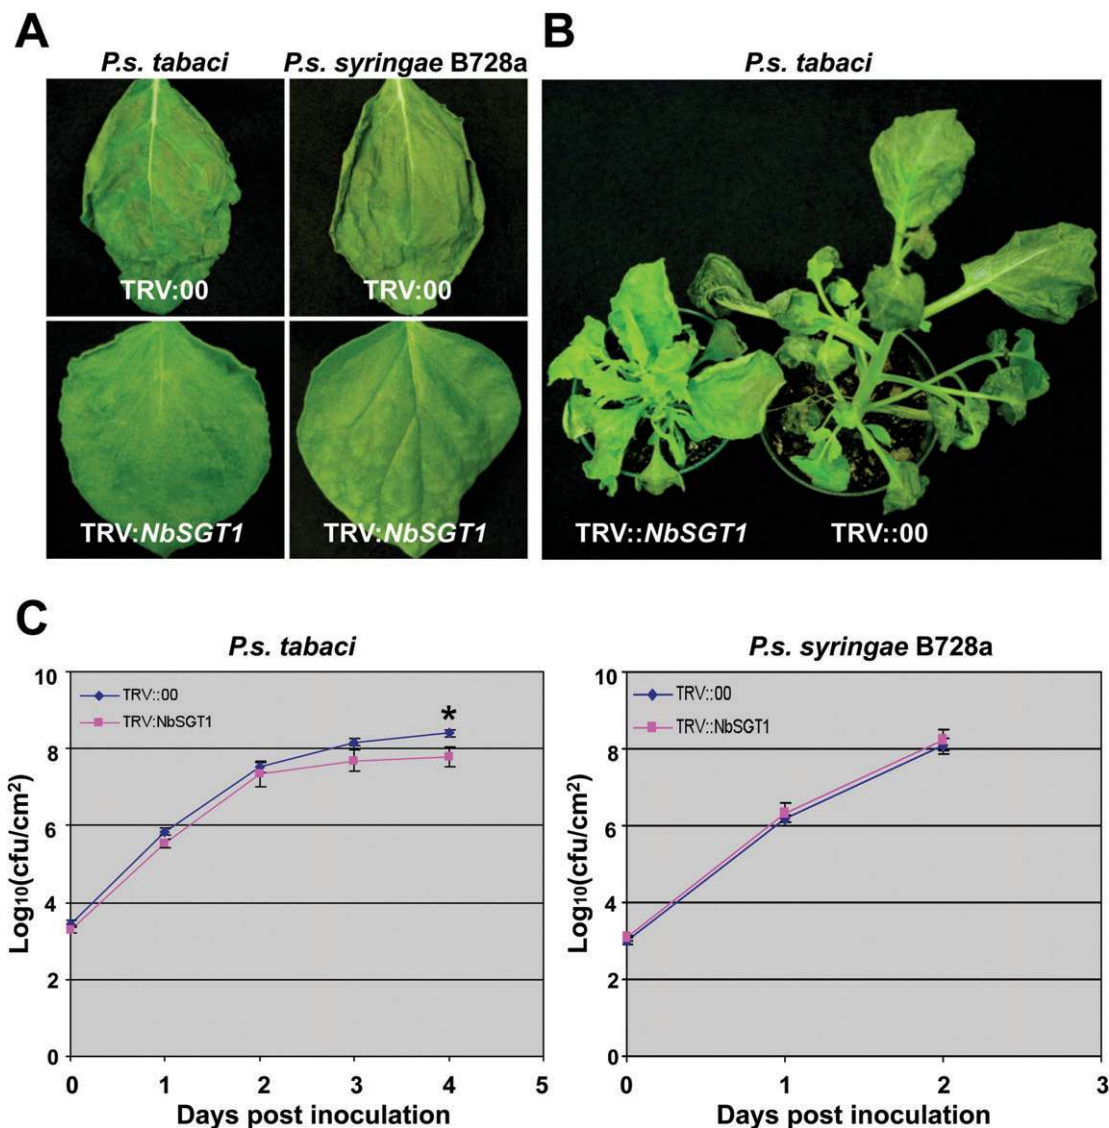 A
B
P.s. tabaci
P.s. syringae B728a
P.s. tabaci
TRV:00
TRV:00
TRV:NbSGT1
TRV:NbSGT1
TRV::NbSGT1
TRV::00
C
P.s. tabaci
P.s. syringae B728a
10
8
6
4
2
0
TRV::00
TRV:NbSGT1
*
Log10(cfu/cm2)
0 1 2 3 4 5
Days post inoculation
10
8
6
4
2
0
TRV::00
TRV::NbSGT1
Log10(cfu/cm2)
0 1 2 3
Days post inoculation